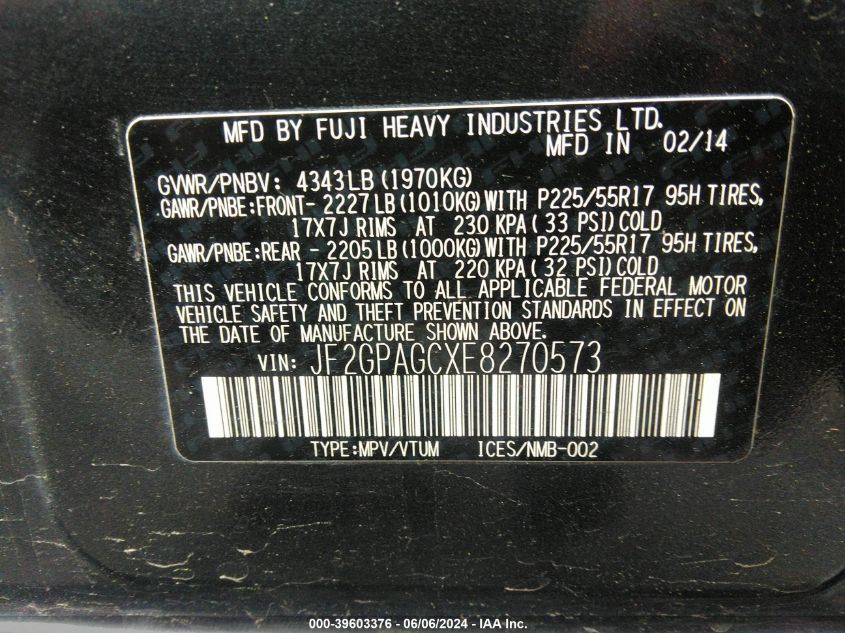 MFD BY FUJI HEAVY INDUSTRIES LTD.
MFD IN 02/14
GVWR/PNBV: 4343LB(1970KG)
GAWR/PNBE:FRONT- 2227LB(1010KG)WITH P225/55R17 95H TIRES,
17X7J RIMS AT 230 KPA( 33 PSI)COLD
GAWR/PNBE:REAR - 2205LB(1000KG)WITH P225/55R17 95H TIRES,
17X7J RIMS AT 220 KPA( 32 PSI)COLD
THIS VEHICLE CONFORMS TO ALL APPLICABLE FEDERAL MOTOR
VEHICLE SAFETY AND THEFT PREVENTION STANDARDS IN EFFECT ON
THE DATE OF MANUFACTURE SHOWN ABOVE.
VIN: JF2GPAGCXE8270573
TYPE:MPV/VTUM ICES/NMB-002
000-39603376 - 06/06/2024 - IAA Inc.